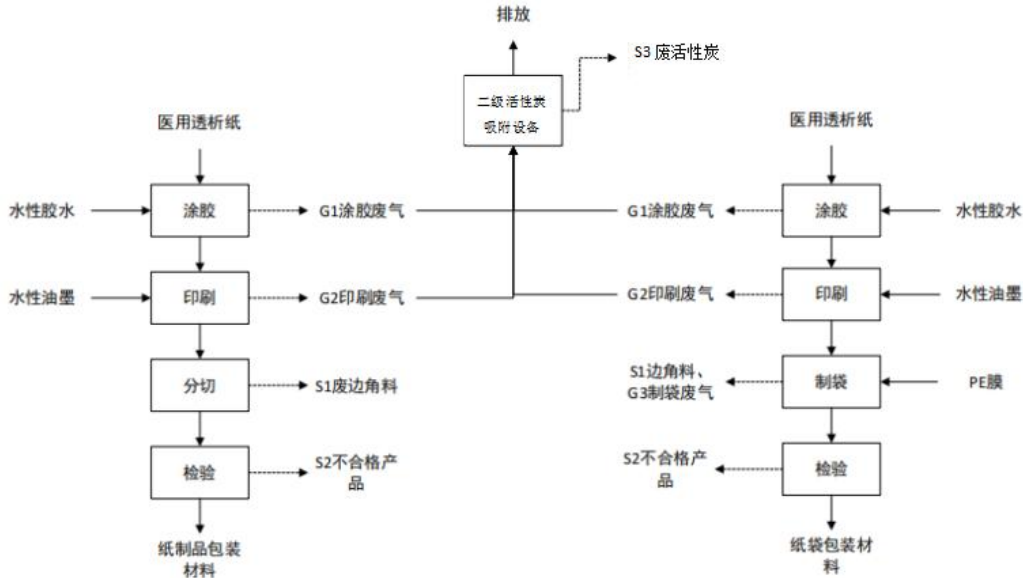 排放
S3 废活性炭
二级活性炭
吸附设备
医用透析纸
医用透析纸
水性胶水
涂胶
G1涂胶废气
G1涂胶废气
涂胶
水性胶水
水性油墨
印刷
G2印刷废气
G2印刷废气
印刷
水性油墨
分切
S1废边角料
S1边角料、
G3制袋废气
制袋
PE膜
检验
S2不合格产
品
S2不合格产
品
检验
纸制品包装
材料
纸袋包装材
料